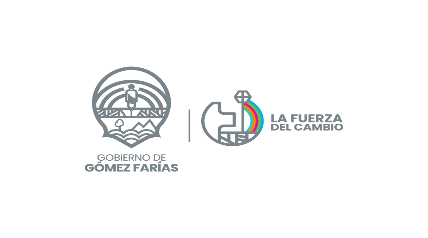 GOBIERNO DE
GÓMEZ FARÍAS
LA FUERZA
DEL CAMBIO